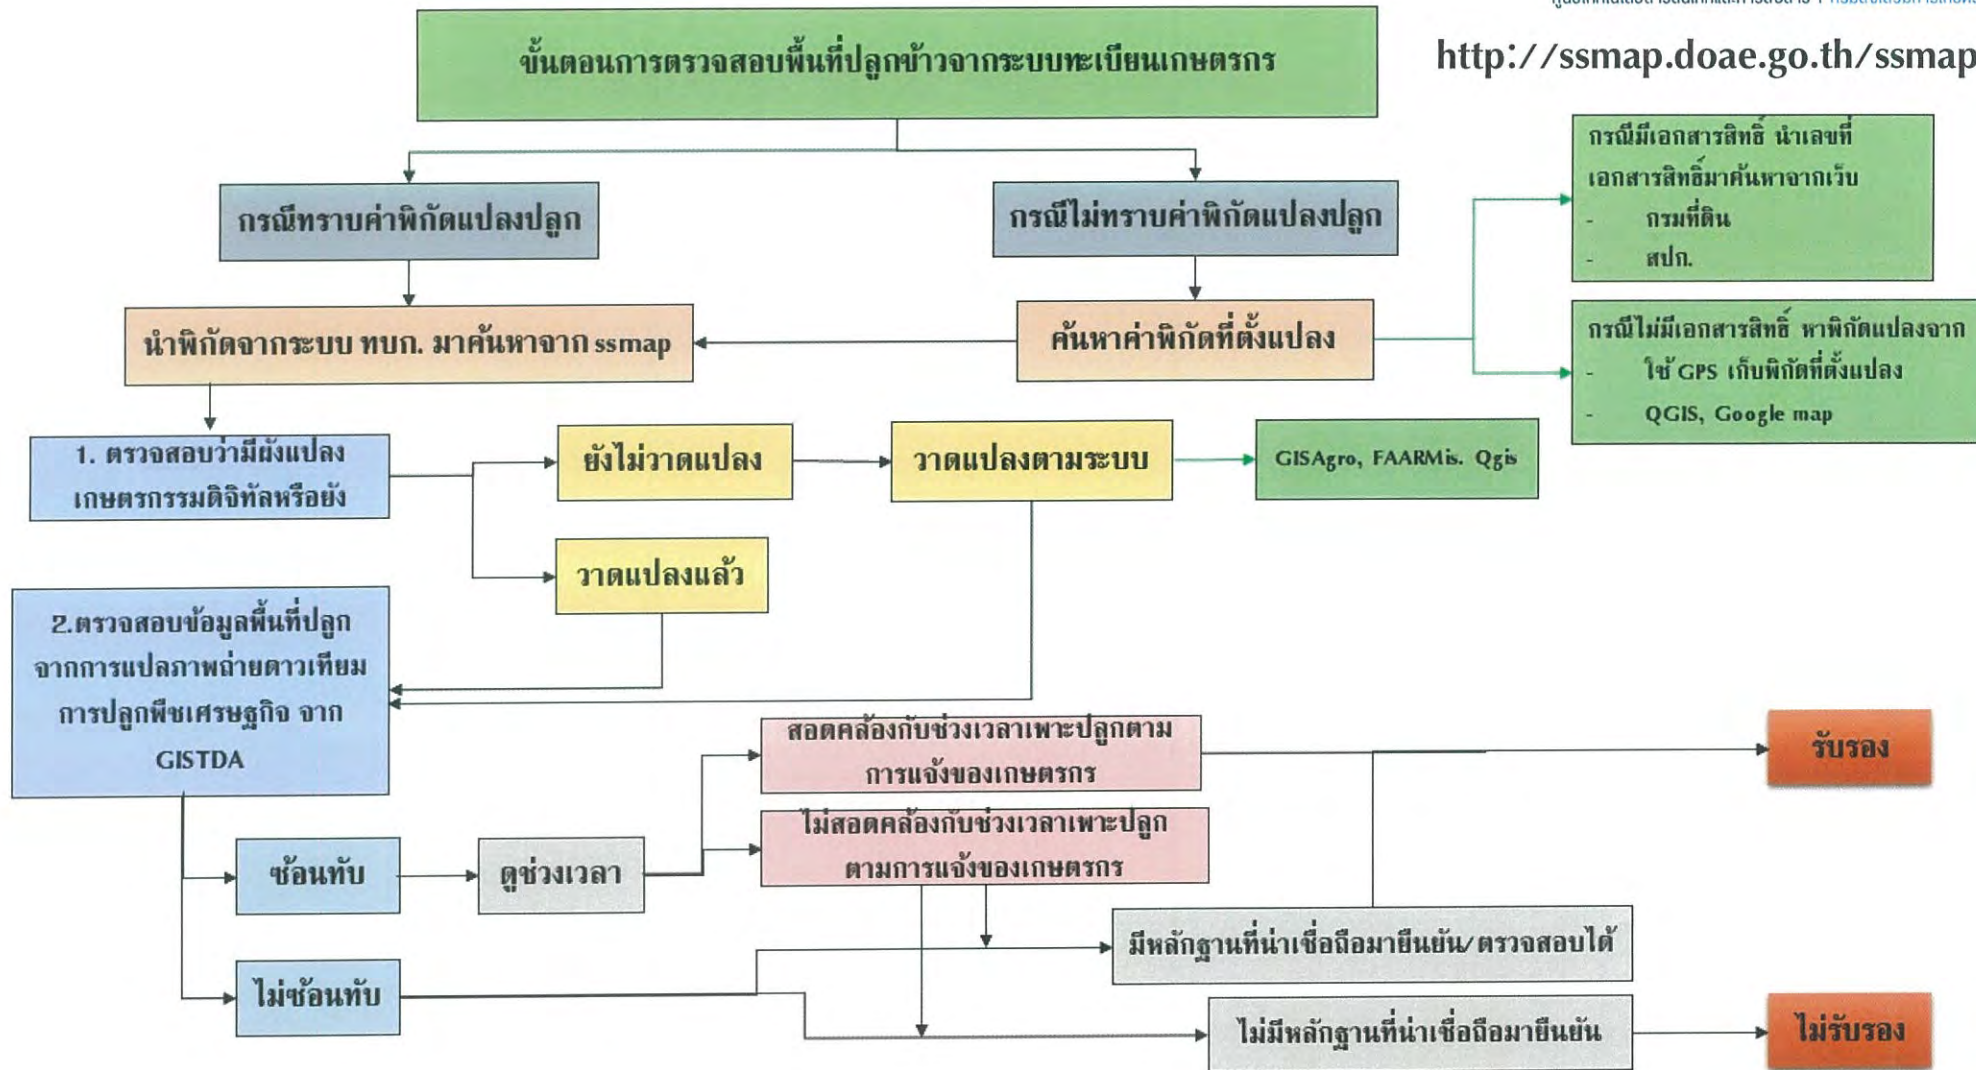 http://ssmap.doae.go.th/ssmap
ขั้นตอนการตรวจสอบพื้นที่ปลูกข้าวจากระบบทะเบียนเกษตรกร
กรณีทราบค่าพิกัดแปลงปลูก
กรณีไม่ทราบค่าพิกัดแปลงปลูก
กรณีมีเอกสารสิทธิ์ นำเลขที่
เอกสารสิทธิ์มาค้นหาจากเว็บ
- กรมที่ดิน
- สปก.
นำพิกัดจากระบบ ทบก. มาค้นหาจาก ssmap
ค้นหาค่าพิกัดที่ตั้งแปลง
กรณีไม่มีเอกสารสิทธิ์ หาพิกัดแปลงจาก
- ใช้ GPS เก็บพิกัดที่ตั้งแปลง
- QGIS, Google map
1. ตรวจสอบว่ามีผังแปลง
เกษตรกรรมดิจิทัลหรือยัง
ยังไม่วาดแปลง
วาดแปลงตามระบบ
GISAgro, FAARMis. Qgis
วาดแปลงแล้ว
2.ตรวจสอบข้อมูลพื้นที่ปลูก
จากการแปลภาพถ่ายดาวเทียม
การปลูกพืชเศรษฐกิจ จาก
GISTDA
สอดคล้องกับช่วงเวลาเพาะปลูกตาม
การแจ้งของเกษตรกร
รับรอง
ไม่สอดคล้องกับช่วงเวลาเพาะปลูก
ตามการแจ้งของเกษตรกร
ซ้อนทับ
ดูช่วงเวลา
มีหลักฐานที่น่าเชื่อถือมายืนยัน/ตรวจสอบได้
ไม่ซ้อนทับ
ไม่มีหลักฐานที่น่าเชื่อถือมายืนยัน
ไม่รับรอง